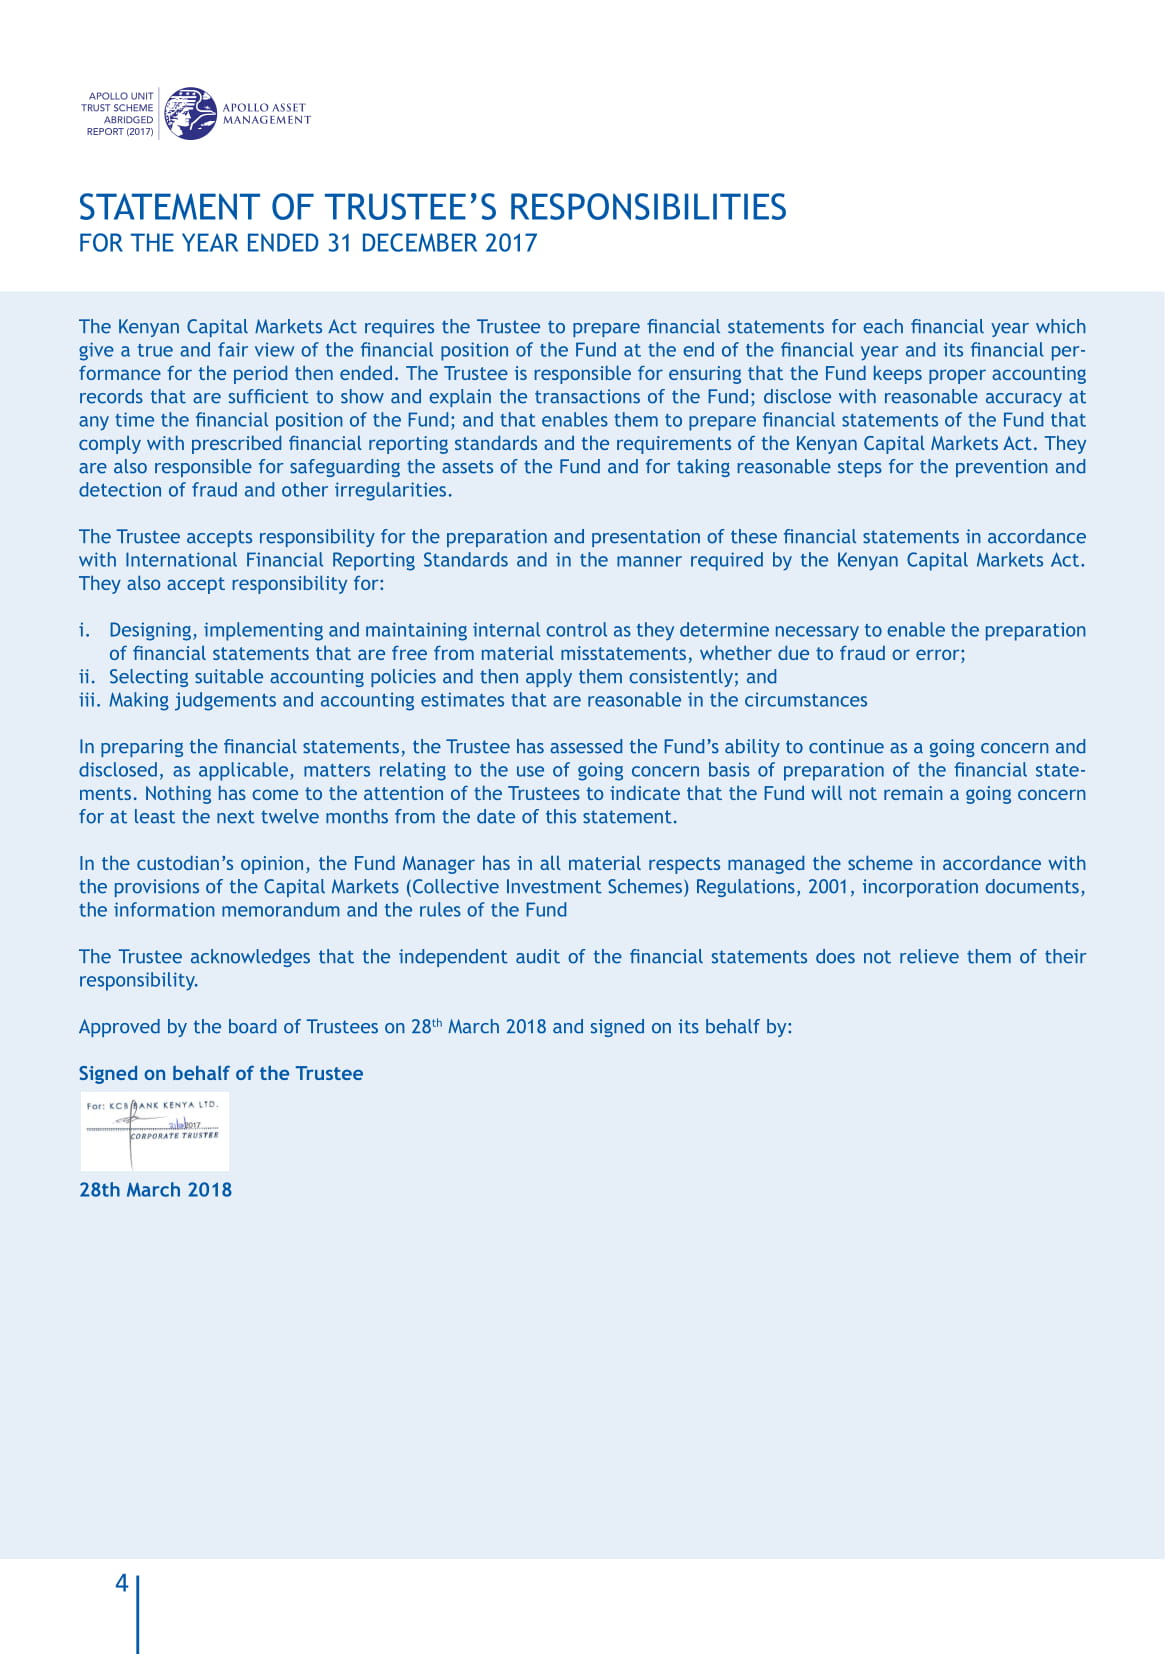 APOLLO UNIT
TRUST SCHEME
ABRIDGED
REPORT (2017)
APOLLO ASSET
MANAGEMENT
STATEMENT OF TRUSTEE’S RESPONSIBILITIES
FOR THE YEAR ENDED 31 DECEMBER 2017
The Kenyan Capital Markets Act requires the Trustee to prepare financial statements for each financial year which
give a true and fair view of the financial position of the Fund at the end of the financial year and its financial per-
formance for the period then ended. The Trustee is responsible for ensuring that the Fund keeps proper accounting
records that are sufficient to show and explain the transactions of the Fund; disclose with reasonable accuracy at
any time the financial position of the Fund; and that enables them to prepare financial statements of the Fund that
comply with prescribed financial reporting standards and the requirements of the Kenyan Capital Markets Act. They
are also responsible for safeguarding the assets of the Fund and for taking reasonable steps for the prevention and
detection of fraud and other irregularities.
The Trustee accepts responsibility for the preparation and presentation of these financial statements in accordance
with International Financial Reporting Standards and in the manner required by the Kenyan Capital Markets Act.
They also accept responsibility for:
i. Designing, implementing and maintaining internal control as they determine necessary to enable the preparation
of financial statements that are free from material misstatements, whether due to fraud or error;
ii. Selecting suitable accounting policies and then apply them consistently; and
iii. Making judgements and accounting estimates that are reasonable in the circumstances
In preparing the financial statements, the Trustee has assessed the Fund’s ability to continue as a going concern and
disclosed, as applicable, matters relating to the use of going concern basis of preparation of the financial state-
ments. Nothing has come to the attention of the Trustees to indicate that the Fund will not remain a going concern
for at least the next twelve months from the date of this statement.
In the custodian’s opinion, the Fund Manager has in all material respects managed the scheme in accordance with
the provisions of the Capital Markets (Collective Investment Schemes) Regulations, 2001, incorporation documents,
the information memorandum and the rules of the Fund
The Trustee acknowledges that the independent audit of the financial statements does not relieve them of their
responsibility.
Approved by the board of Trustees on 28th March 2018 and signed on its behalf by:
Signed on behalf of the Trustee
For: KCB BANK KENYA LTD.
2017
CORPORATE TRUSTEE
28th March 2018
4